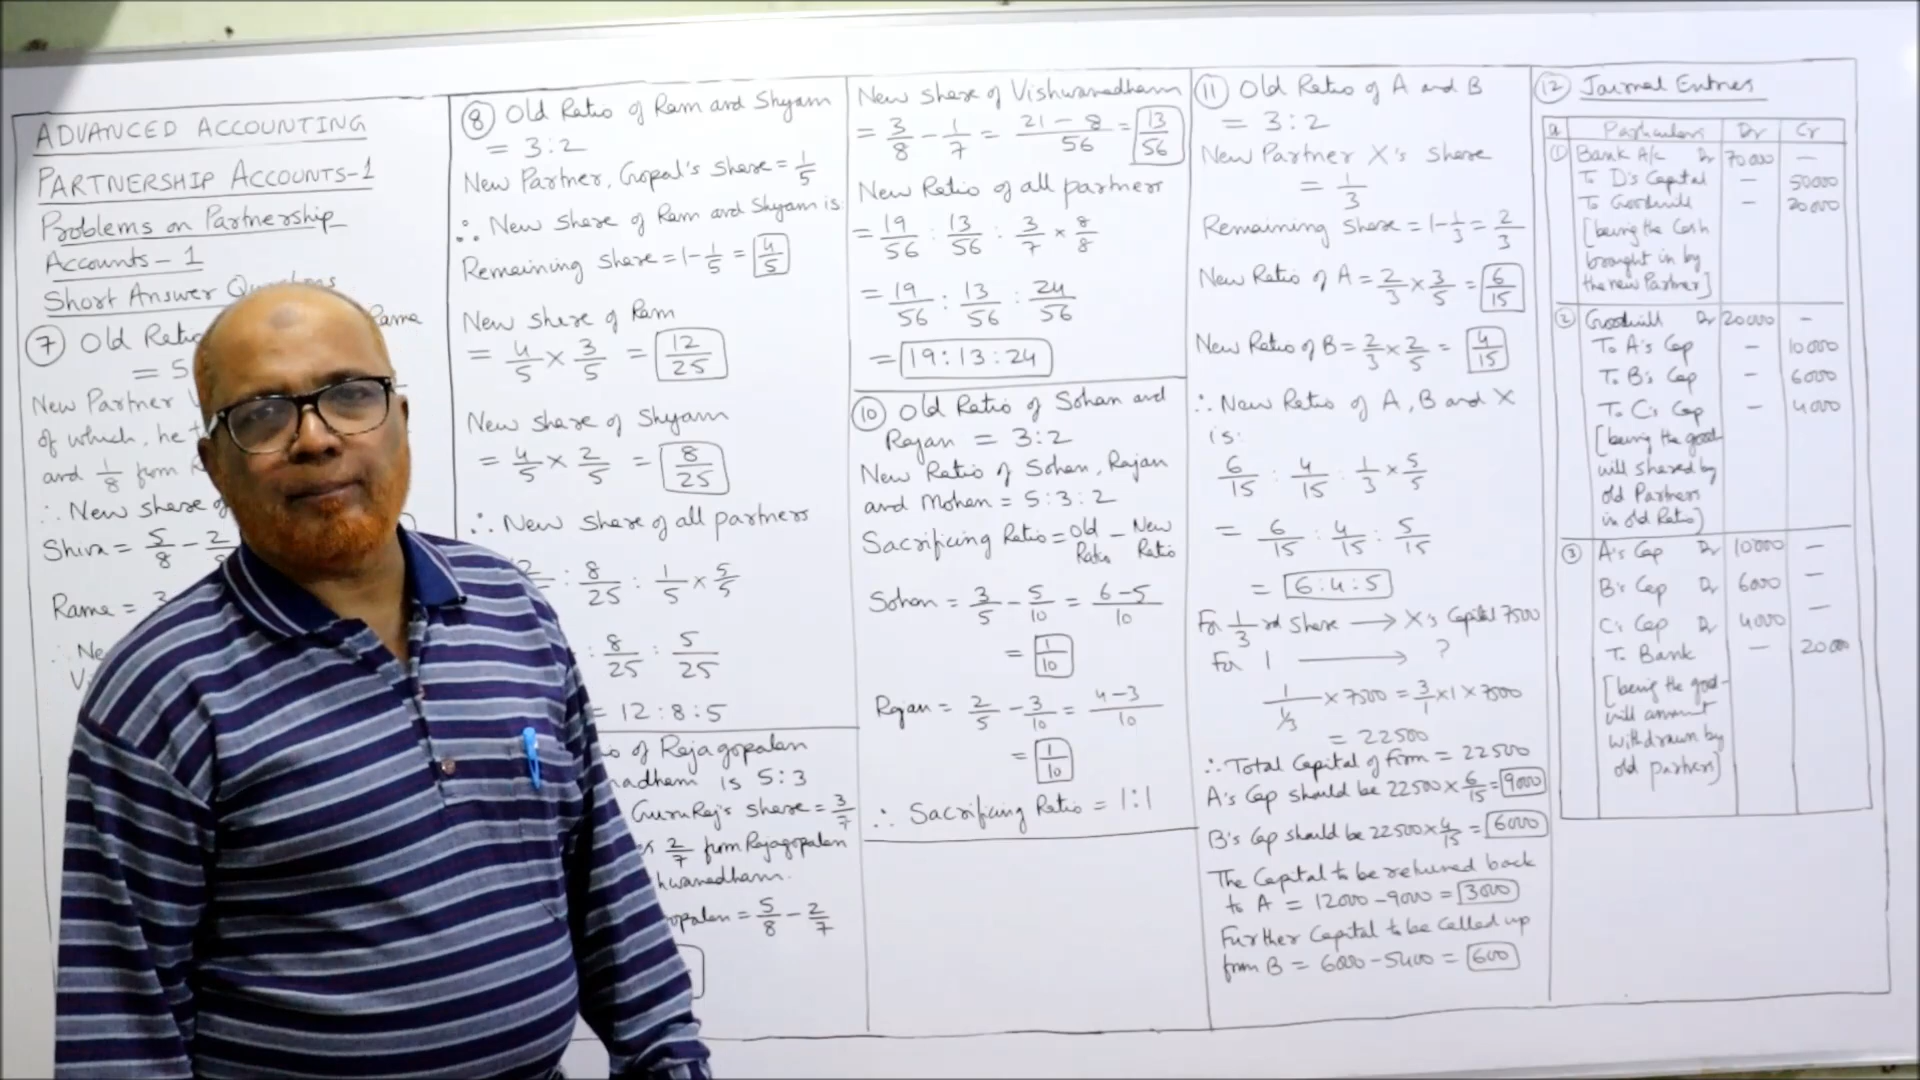 ADVANCED ACCOUNTING
PARTNERSHIP ACCOUNTS-1
Problems on Partnership
Accounts-1
Short Answer
7 Old
= 5
New Partner
of which, he
and 1/8 from
∴ New share of
Shiva = 5/8 - 2/
Rama =
8 Old Ratio of Ram and Shyam
= 3:2
New Partner, Gopal's share = 1/5
∴ New share of Ram and Shyam is:
Remaining share = 1-1/5 = 4/5
New share of Ram
= 4/5 × 3/5 = 12/25
New share of Shyam
= 4/5 × 2/5 = 8/25
∴ New share of all partners
: 8/25 : 1/5 × 5/5
: 8/25 : 5/25
= 12:8:5
of Rajagopalan
is 5:3
GuruRaj's share = 3/7
2/7 from Rajagopalan
= 5/8 - 2/7
New share of Vishwanadham
= 3/8 - 1/7 = 21-8/56 = 13/56
New Ratio of all partners
= 19/56 : 13/56 : 3/7 × 8/8
= 19/56 : 13/56 : 24/56
= 19:13:24
10 Old Ratio of Sohan and
Rajan = 3:2
New Ratio of Sohan, Rajan
and Mohan = 5:3:2
Sacrificing Ratio = Old Ratio - New Ratio
Sohan = 3/5 - 5/10 = 6-5/10
= 1/10
Rajan = 2/5 - 3/10 = 4-3/10
= 1/10
∴ Sacrificing Ratio = 1:1
11 Old Ratio of A and B
= 3:2
New Partner X's share
= 1/3
Remaining share = 1-1/3 = 2/3
New Ratio of A = 2/3 × 3/5 = 6/15
New Ratio of B = 2/3 × 2/5 = 4/15
∴ New Ratio of A, B and X
is:
6/15 : 4/15 : 1/3 × 5/5
= 6/15 : 4/15 : 5/15
= 6:4:5
For 1/3 rd share → X's Capital 7500
For 1 → ?
1/1/3 × 7500 = 3/1 × 1 × 7500
= 22500
∴ Total Capital of firm = 22500
A's Cap should be 22500 × 6/15 = 9000
B's Cap should be 22500 × 4/15 = 6000
The Capital to be returned back
to A = 12000-9000 = 3000
Further Capital to be called up
from B = 6000-5400 = 600
12 Journal Entries
Particulars Dr Cr
1 Bank A/c Dr 70000 -
To D's Capital - 50000
To Goodwill - 20000
[being the Cash
brought in by
the new Partner]
2 Goodwill Dr 20000 -
To A's Cap - 10000
To B's Cap - 6000
To C's Cap - 4000
[being the good
will shared by
old Partners
in old Ratio]
3 A's Cap Dr 10000 -
B's Cap Dr 6000 -
C's Cap Dr 4000 -
To Bank - 20000
[being the good-
will amount
withdrawn by
old partners]